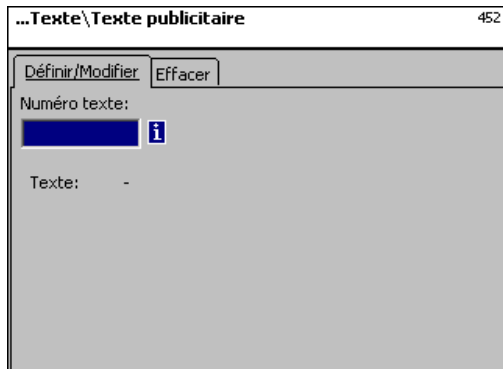 ...Texte\Texte publicitaire 452
Définir/Modifier Effacer
Numéro texte:
i
Texte: -